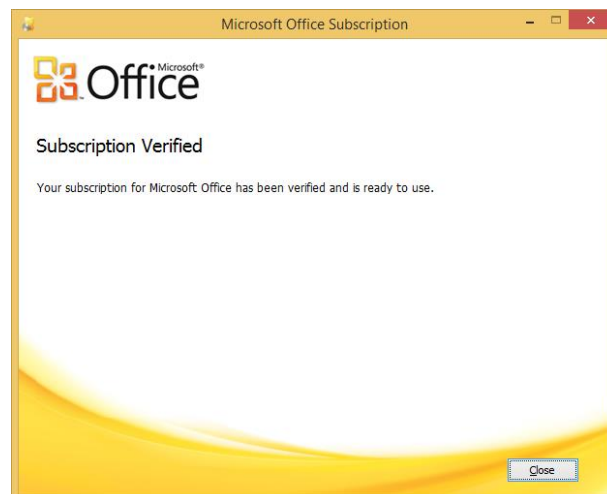 Microsoft Office Subscription
Microsoft®
Office
Subscription Verified
Your subscription for Microsoft Office has been verified and is ready to use.
Close